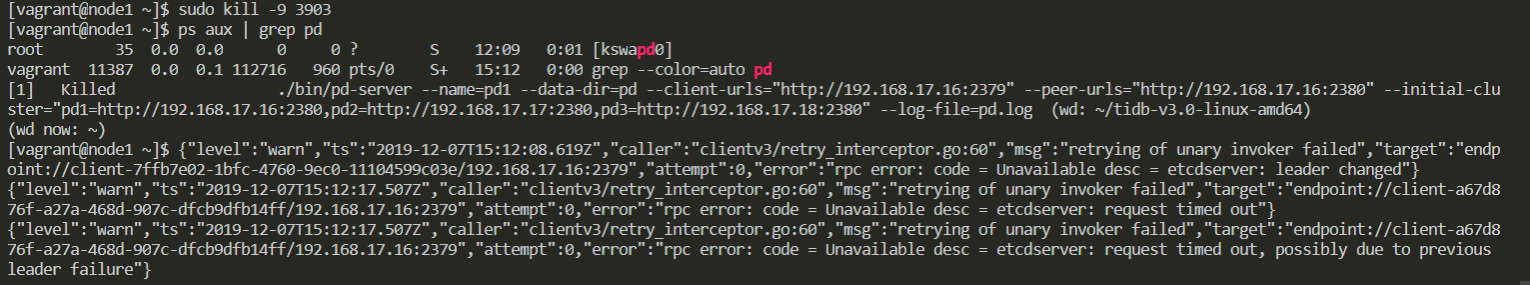 [vagrant@node1 ~]$ sudo kill -9 3903
[vagrant@node1 ~]$ ps aux | grep pd
root        35  0.0  0.0      0     0 ?        S    12:09   0:01 [kswapd0]
vagrant  11387  0.0  0.1 112716   960 pts/0    S+   15:12   0:00 grep --color=auto pd
[1]   Killed                  ./bin/pd-server --name=pd1 --data-dir=pd --client-urls="http://192.168.17.16:2379" --peer-urls="http://192.168.17.16:2380" --initial-clu
ster="pd1=http://192.168.17.16:2380,pd2=http://192.168.17.17:2380,pd3=http://192.168.17.18:2380" --log-file=pd.log  (wd: ~/tidb-v3.0-linux-amd64)
(wd now: ~)
[vagrant@node1 ~]$ {"level":"warn","ts":"2019-12-07T15:12:08.619Z","caller":"clientv3/retry_interceptor.go:60","msg":"retrying of unary invoker failed","target":"endp
oint://client-7ffb7e02-1bfc-4760-9ec0-11104599c03e/192.168.17.16:2379","attempt":0,"error":"rpc error: code = Unavailable desc = etcdserver: leader changed"}
{"level":"warn","ts":"2019-12-07T15:12:17.507Z","caller":"clientv3/retry_interceptor.go:60","msg":"retrying of unary invoker failed","target":"endpoint://client-a67d8
76f-a27a-468d-907c-dfcb9dfb14ff/192.168.17.16:2379","attempt":0,"error":"rpc error: code = Unavailable desc = etcdserver: request timed out"}
{"level":"warn","ts":"2019-12-07T15:12:17.507Z","caller":"clientv3/retry_interceptor.go:60","msg":"retrying of unary invoker failed","target":"endpoint://client-a67d8
76f-a27a-468d-907c-dfcb9dfb14ff/192.168.17.16:2379","attempt":0,"error":"rpc error: code = Unavailable desc = etcdserver: request timed out, possibly due to previous
leader failure"}